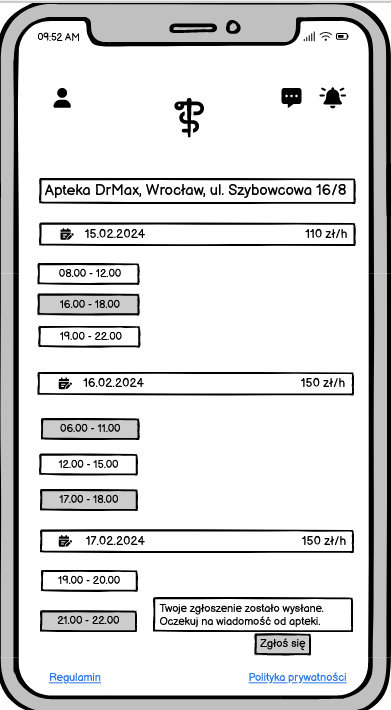 09:52 AM
Apteka DrMax, Wrocław, ul. Szybowcowa 16/8
15.02.2024 110 zł/h
08.00 - 12.00
16.00 - 18.00
19.00 - 22.00
16.02.2024 150 zł/h
06.00 - 11.00
12.00 - 15.00
17.00 - 18.00
17.02.2024 150 zł/h
19.00 - 20.00
21.00 - 22.00
Twoje zgłoszenie zostało wysłane.
Oczekuj na wiadomość od apteki.
Zgłoś się
Regulamin Polityka prywatności